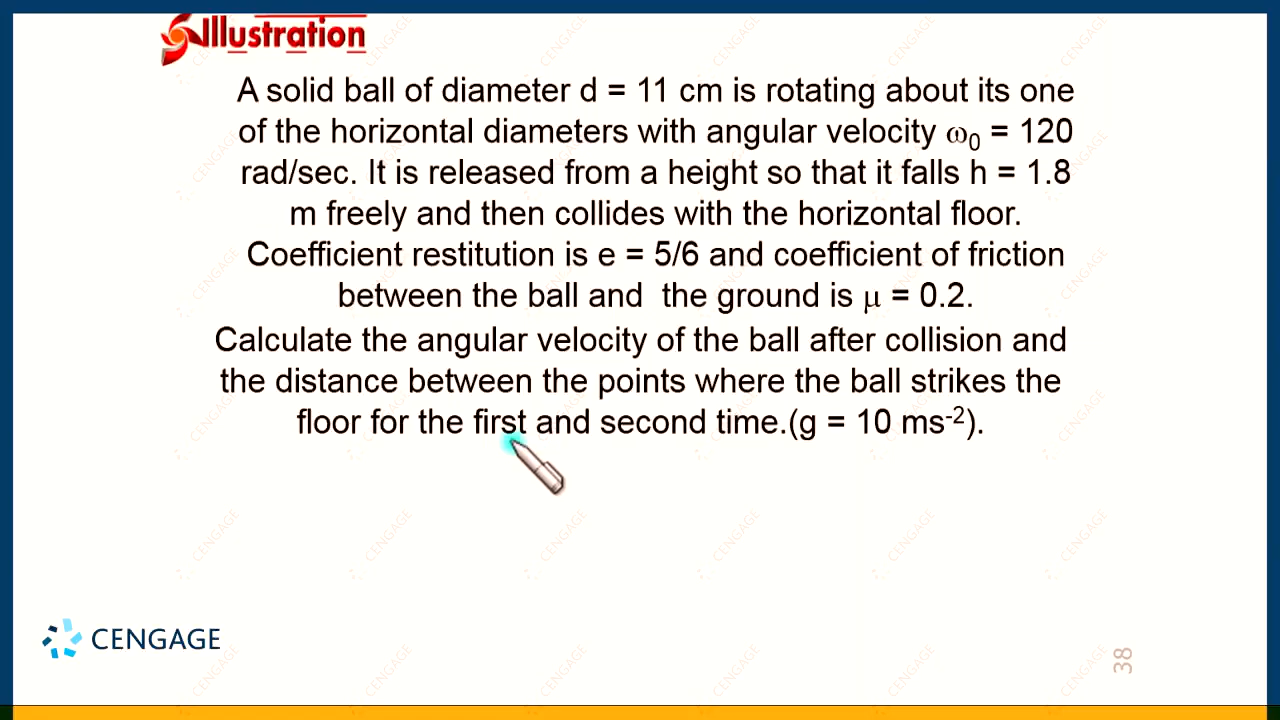 Illustration
A solid ball of diameter d = 11 cm is rotating about its one
of the horizontal diameters with angular velocity ω₀ = 120
rad/sec. It is released from a height so that it falls h = 1.8
m freely and then collides with the horizontal floor.
Coefficient restitution is e = 5/6 and coefficient of friction
between the ball and the ground is μ = 0.2.
Calculate the angular velocity of the ball after collision and
the distance between the points where the ball strikes the
floor for the first and second time.(g = 10 ms⁻²).
CENGAGE
38